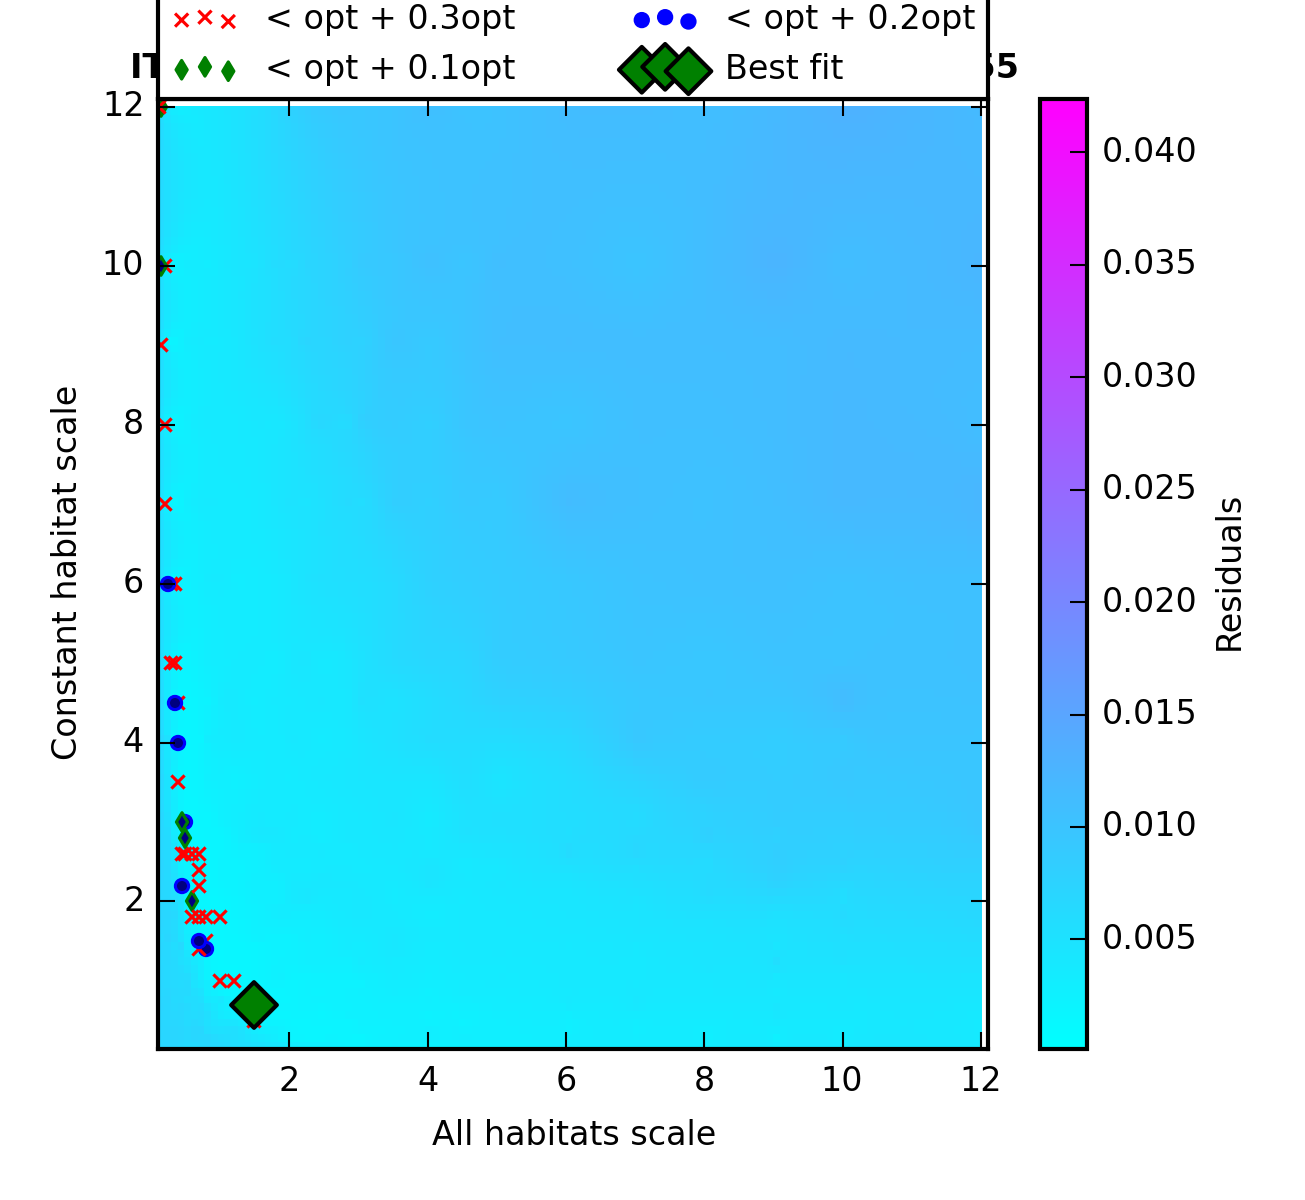 < opt + 0.3opt
< opt + 0.2opt
< opt + 0.1opt
Best fit
12
10
8
6
4
2
Constant habitat scale
2 4 6 8 10 12
All habitats scale
0.040
0.035
0.030
0.025
0.020
0.015
0.010
0.005
Residuals